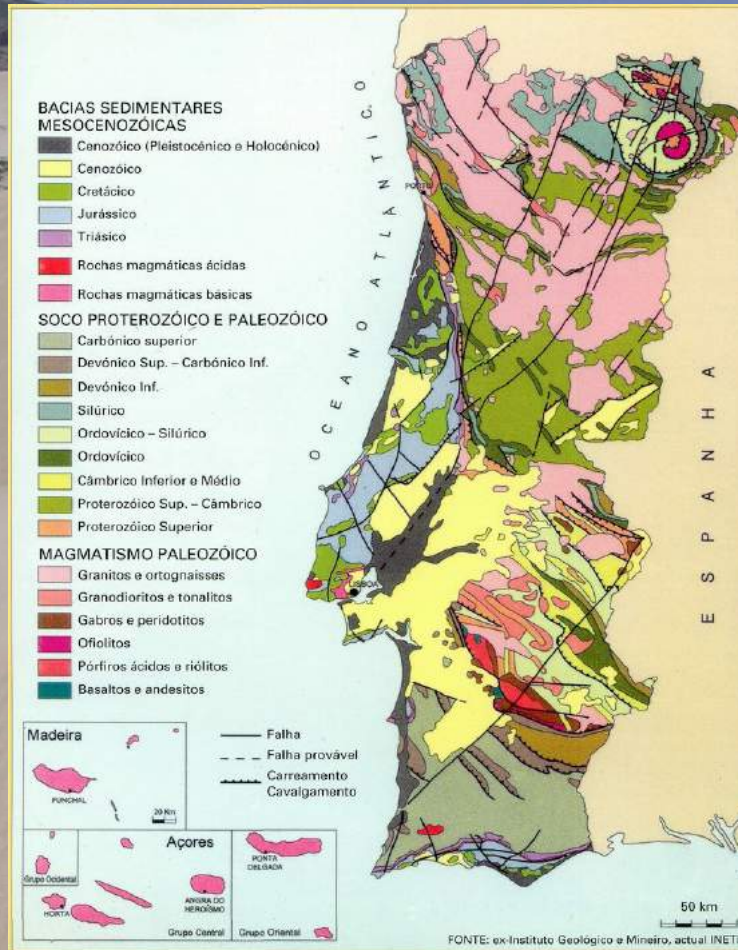 BACIAS SEDIMENTARES
MESOCENOZÓICAS
Cenozóico (Pleistocénico e Holocénico)
Cenozóico
Cretácico
Jurássico
Triásico
Rochas magmáticas ácidas
Rochas magmáticas básicas
SOCO PROTEROZÓICO E PALEOZÓICO
Carbónico superior
Devónico Sup. – Carbónico Inf.
Devónico Inf.
Silúrico
Ordovícico – Silúrico
Ordovícico
Câmbrico Inferior e Médio
Proterozóico Sup. – Câmbrico
Proterozóico Superior
MAGMATISMO PALEOZÓICO
Granitos e ortognaisses
Granodioritos e tonalitos
Gabros e peridotitos
Ofiolitos
Pórfiros ácidos e riólitos
Basaltos e andesitos
OCEANO ATLÂNTICO
PORTO
LISBOA
ESPANHA
Falha
Falha provável
Carreamento
Cavalgamento
Madeira
FUNCHAL
20 Km
Açores
Grupo Ocidental
HORTA
ANGRA DO
HEROÍSMO
Grupo Central
PONTA
DELGADA
Grupo Oriental
50 km
FONTE: ex-Instituto Geológico e Mineiro, actual INETI